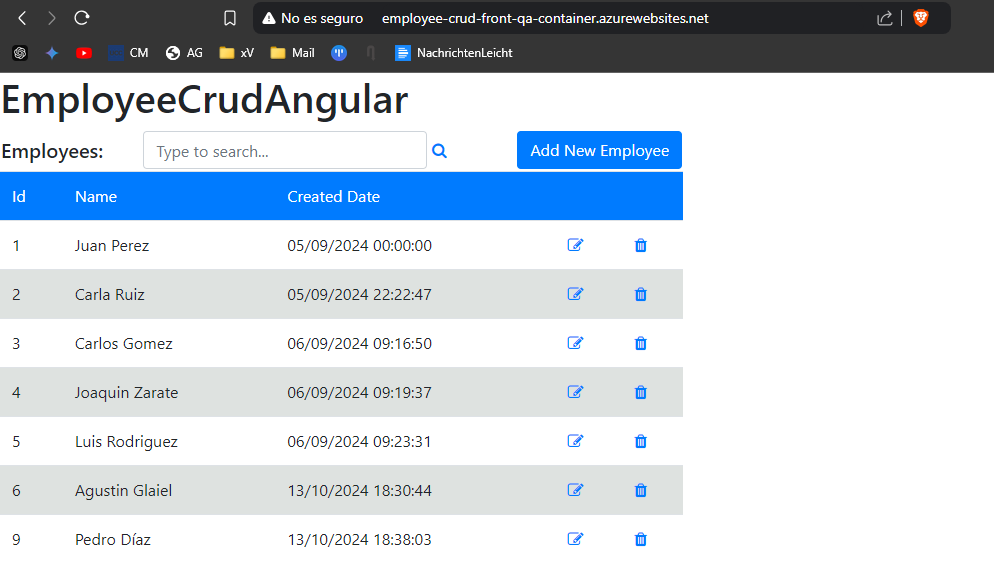 No es seguro employee-crud-front-qa-container.azurewebsites.net
CM AG xV Mail NachrichtenLeicht
EmployeeCrudAngular
Employees: Type to search... Add New Employee
Id Name Created Date
1 Juan Perez 05/09/2024 00:00:00
2 Carla Ruiz 05/09/2024 22:22:47
3 Carlos Gomez 06/09/2024 09:16:50
4 Joaquin Zarate 06/09/2024 09:19:37
5 Luis Rodriguez 06/09/2024 09:23:31
6 Agustin Glaiel 13/10/2024 18:30:44
9 Pedro Díaz 13/10/2024 18:38:03